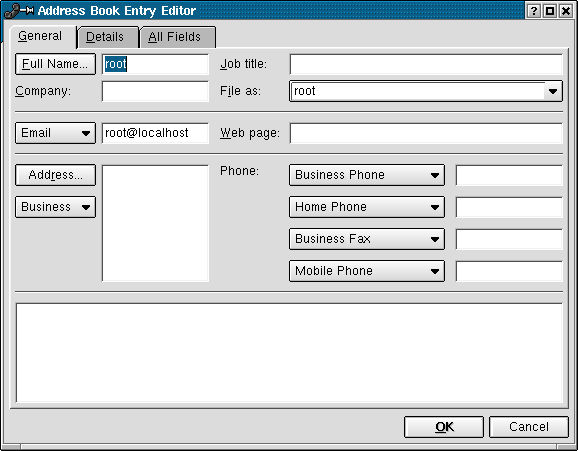 Address Book Entry Editor
General Details All Fields
Full Name... root Job title:
Company: File as: root
Email root@localhost Web page:
Address... Phone: Business Phone
Business Home Phone
Business Fax
Mobile Phone
OK Cancel